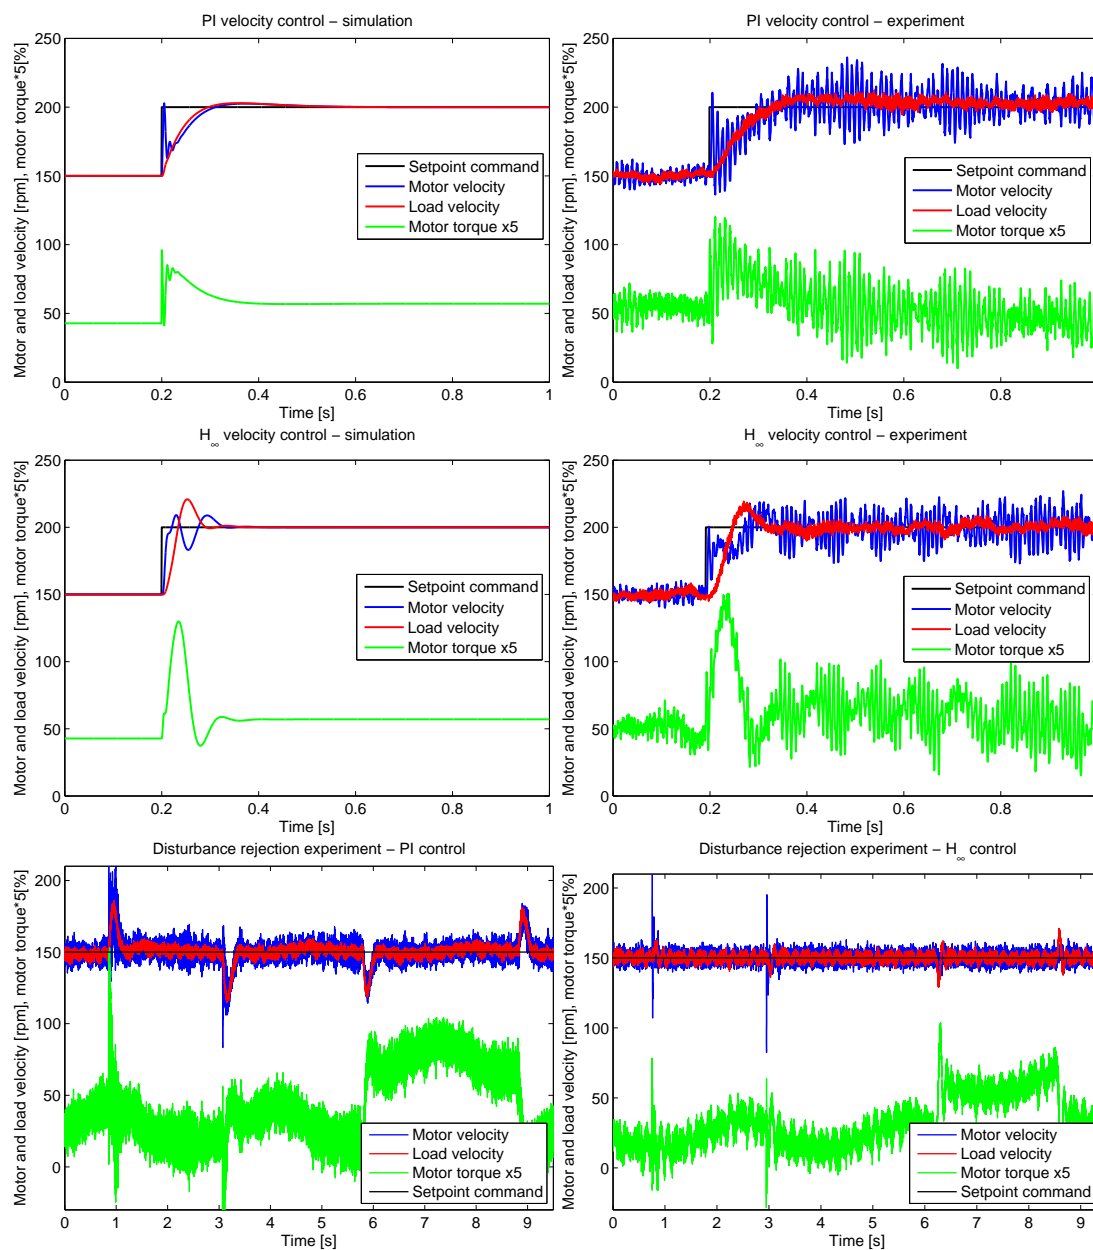 PI velocity control − simulation
Motor and load velocity [rpm], motor torque*5[%]
250
200
150
100
50
0
0 0.2 0.4 0.6 0.8 1
Time [s]
Setpoint command
Motor velocity
Load velocity
Motor torque x5
PI velocity control − experiment
Motor and load velocity [rpm], motor torque*5[%]
250
200
150
100
50
0
0 0.2 0.4 0.6 0.8
Time [s]
Setpoint command
Motor velocity
Load velocity
Motor torque x5
H∞ velocity control − simulation
Motor and load velocity [rpm], motor torque*5[%]
250
200
150
100
50
0
0 0.2 0.4 0.6 0.8 1
Time [s]
Setpoint command
Motor velocity
Load velocity
Motor torque x5
H∞ velocity control − experiment
Motor and load velocity [rpm], motor torque*5[%]
250
200
150
100
50
0
0 0.2 0.4 0.6 0.8
Time [s]
Setpoint command
Motor velocity
Load velocity
Motor torque x5
Disturbance rejection experiment − PI control
Motor and load velocity [rpm], motor torque*5[%]
200
150
100
50
0
0 1 2 3 4 5 6 7 8 9
Time [s]
Motor velocity
Load velocity
Motor torque x5
Setpoint command
Disturbance rejection experiment − H∞ control
Motor and load velocity [rpm], motor torque*5[%]
200
150
100
50
0
0 1 2 3 4 5 6 7 8 9
Time [s]
Motor velocity
Load velocity
Motor torque x5
Setpoint command